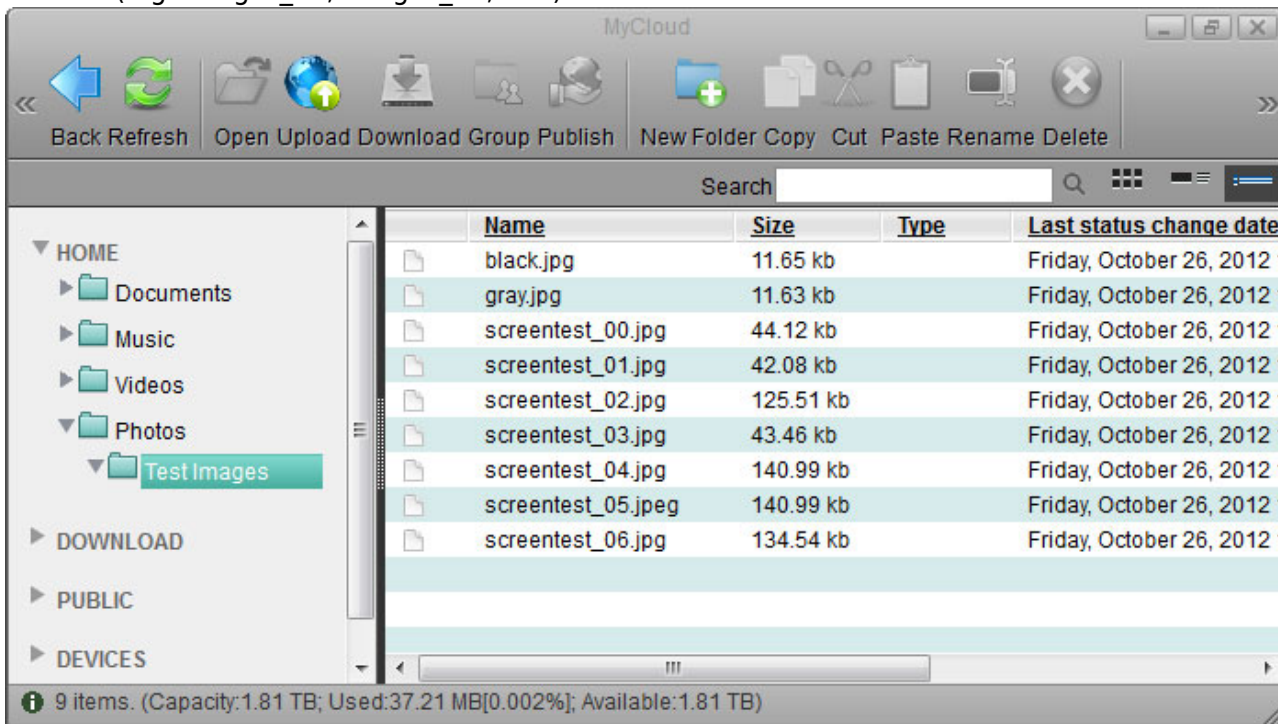 MyCloud
Back Refresh Open Upload Download Group Publish New Folder Copy Cut Paste Rename Delete
Search
Name Size Type Last status change date
HOME
Documents
Music
Videos
Photos
Test Images
DOWNLOAD
PUBLIC
DEVICES
black.jpg 11.65 kb Friday, October 26, 2012
gray.jpg 11.63 kb Friday, October 26, 2012
screentest_00.jpg 44.12 kb Friday, October 26, 2012
screentest_01.jpg 42.08 kb Friday, October 26, 2012
screentest_02.jpg 125.51 kb Friday, October 26, 2012
screentest_03.jpg 43.46 kb Friday, October 26, 2012
screentest_04.jpg 140.99 kb Friday, October 26, 2012
screentest_05.jpeg 140.99 kb Friday, October 26, 2012
screentest_06.jpg 134.54 kb Friday, October 26, 2012
9 items. (Capacity:1.81 TB; Used:37.21 MB[0.002%]; Available:1.81 TB)